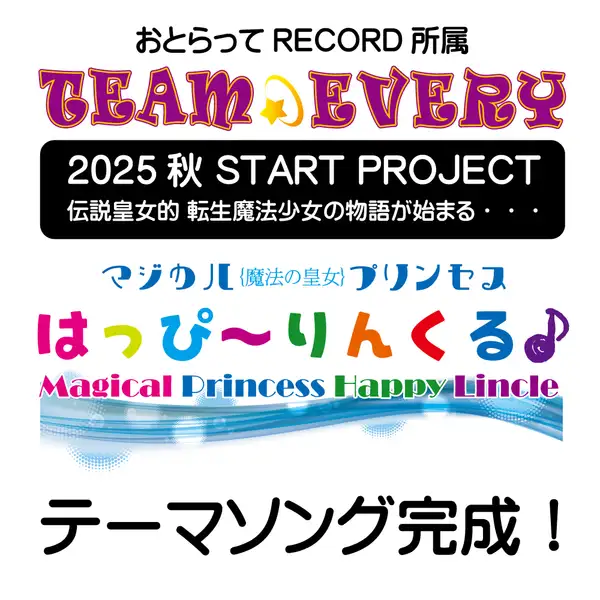 おとらって RECORD 所属
TEAM EVERY
2025 秋 START PROJECT
伝説皇女的 転生魔法少女の物語が始まる・・・
マジカル{魔法の皇女}プリンセス
はっぴ〜りんくる♪
Magical Princess Happy Lincle
テーマソング完成！